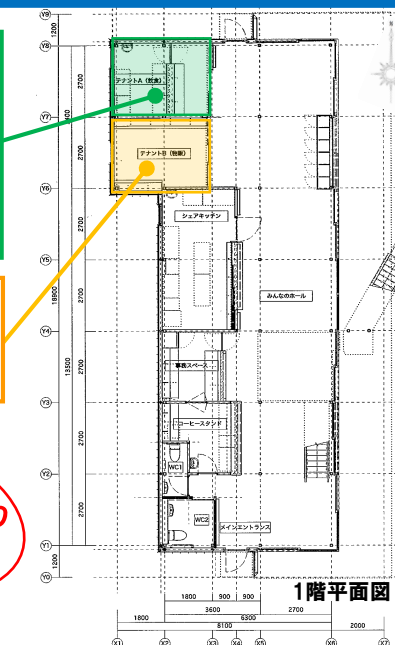 Y9
1200
Y8
2700
テナントA（飲食）
Y7
5400
2700
テナントB（物販）
Y6
シェアキッチン
2700
Y5
18900
みんなのホール
2700
Y4
13500
2700
事務スペース
Y3
コーヒースタンド
2700
WC1
Y2
2700
WC2
メインエントランス
Y1
1200
Y0
1階平面図
1800
900
900
3600
2700
1800
6300
8100
2000
X1
X2
X3
X4
X5
X6
X7